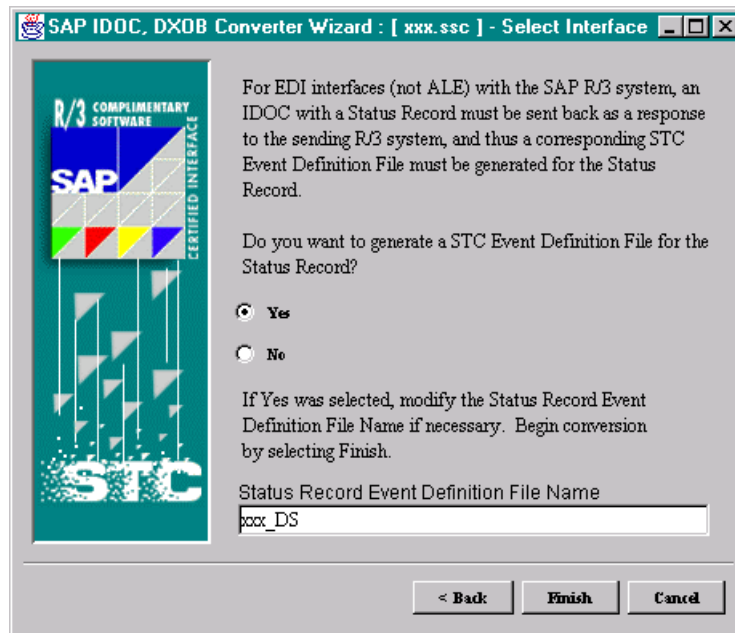 SAP IDOC, DXOB Converter Wizard : [ xxx.ssc ] - Select Interface
R/3 COMPLIMENTARY
SOFTWARE
SAP
CERTIFIED INTERFACE
STC
For EDI interfaces (not ALE) with the SAP R/3 system, an
IDOC with a Status Record must be sent back as a response
to the sending R/3 system, and thus a corresponding STC
Event Definition File must be generated for the Status
Record.
Do you want to generate a STC Event Definition File for the
Status Record?
Yes
No
If Yes was selected, modify the Status Record Event
Definition File Name if necessary. Begin conversion
by selecting Finish.
Status Record Event Definition File Name
xxx_DS
< Back
Finish
Cancel